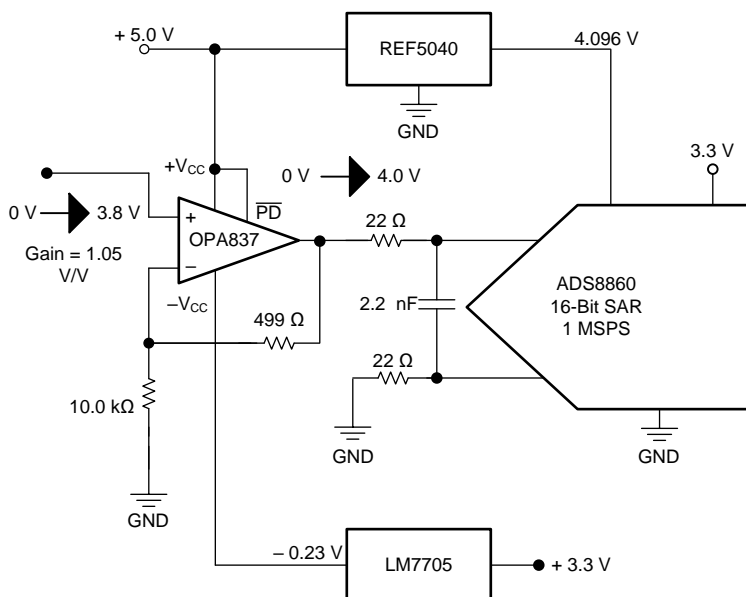 + 5.0 V
REF5040
4.096 V
GND
3.3 V
+VCC
0 V
4.0 V
PD
0 V
3.8 V
+
OPA837
22 Ω
Gain = 1.05
V/V
−
ADS8860
16-Bit SAR
1 MSPS
−VCC
499 Ω
2.2 nF
22 Ω
10.0 kΩ
GND
GND
GND
− 0.23 V
LM7705
+ 3.3 V